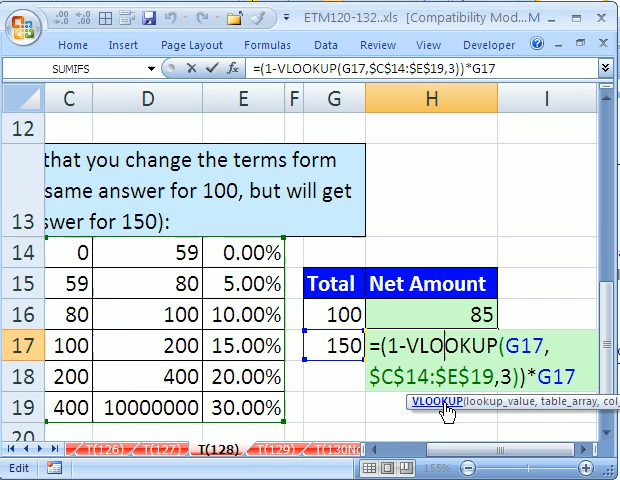 ETM120-132..xls [Compatibility Mod... M
Home Insert Page Layout Formulas Data Review View Developer
SUMIFS =(1-VLOOKUP(G17,$C$14:$E$19,3))*G17
C D E F G H I
12
that you change the terms form
same answer for 100, but will get
13 swer for 150):
14 0 59 0.00%
15 59 80 5.00% Total Net Amount
16 80 100 10.00% 100 85
17 100 200 15.00% 150 =(1-VLOOKUP(G17,
18 200 400 20.00% $C$14:$E$19,3))*G17
19 400 10000000 30.00% VLOOKUP(lookup_value, table_array, col
20
T(126) T(127) T(128) T(129) T(130No
Edit 155%